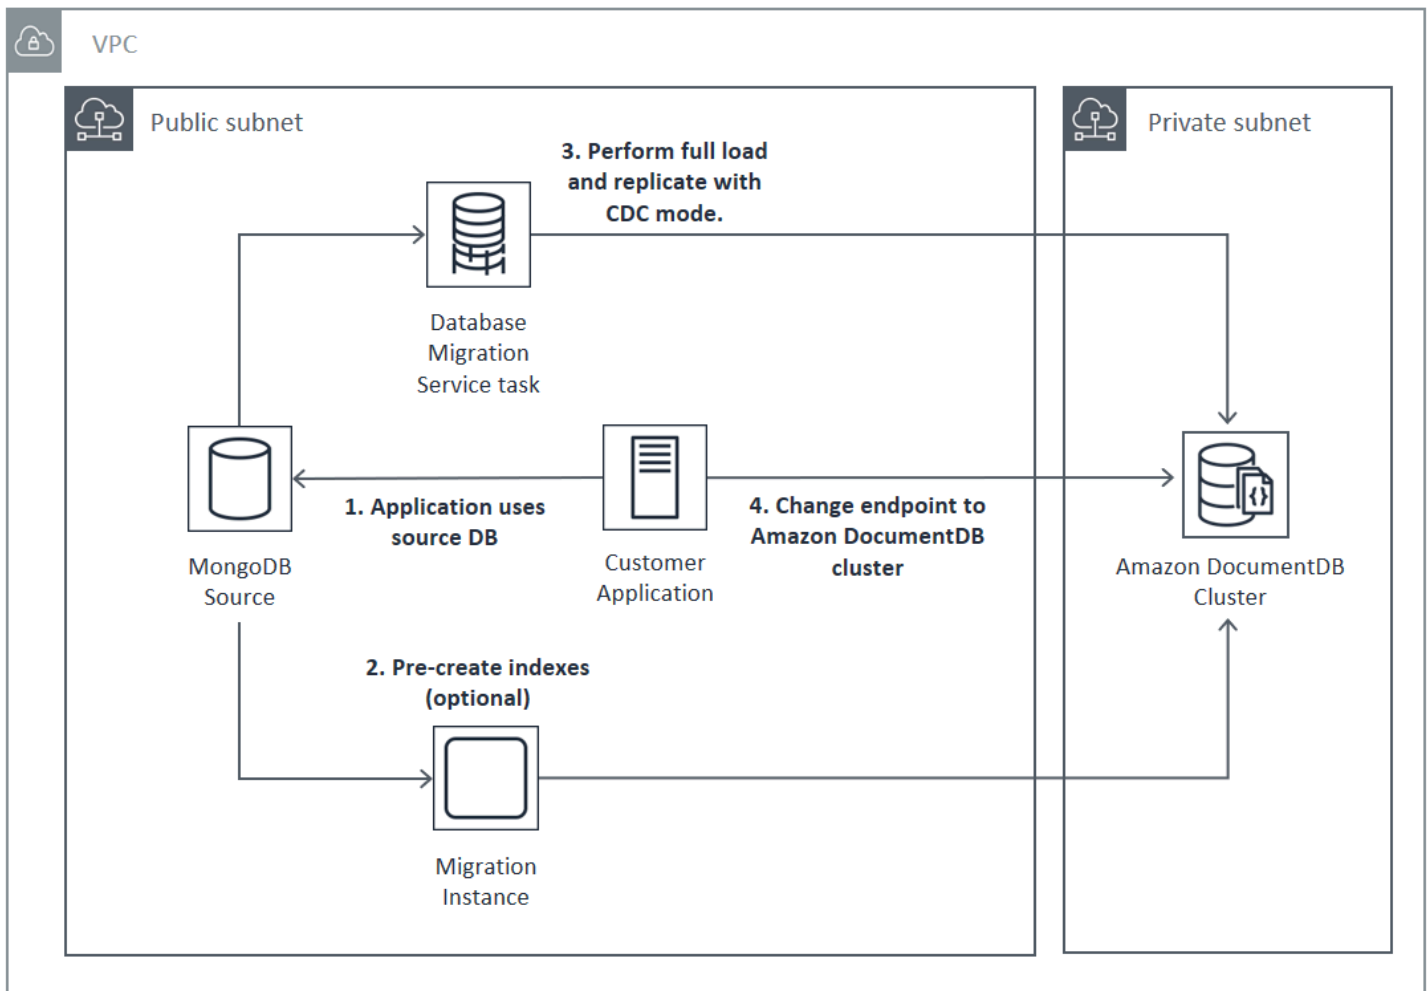 VPC
Public subnet
Private subnet
3. Perform full load
and replicate with
CDC mode.
Database
Migration
Service task
1. Application uses
source DB
4. Change endpoint to
Amazon DocumentDB
cluster
MongoDB
Source
Customer
Application
Amazon DocumentDB
Cluster
2. Pre-create indexes
(optional)
Migration
Instance